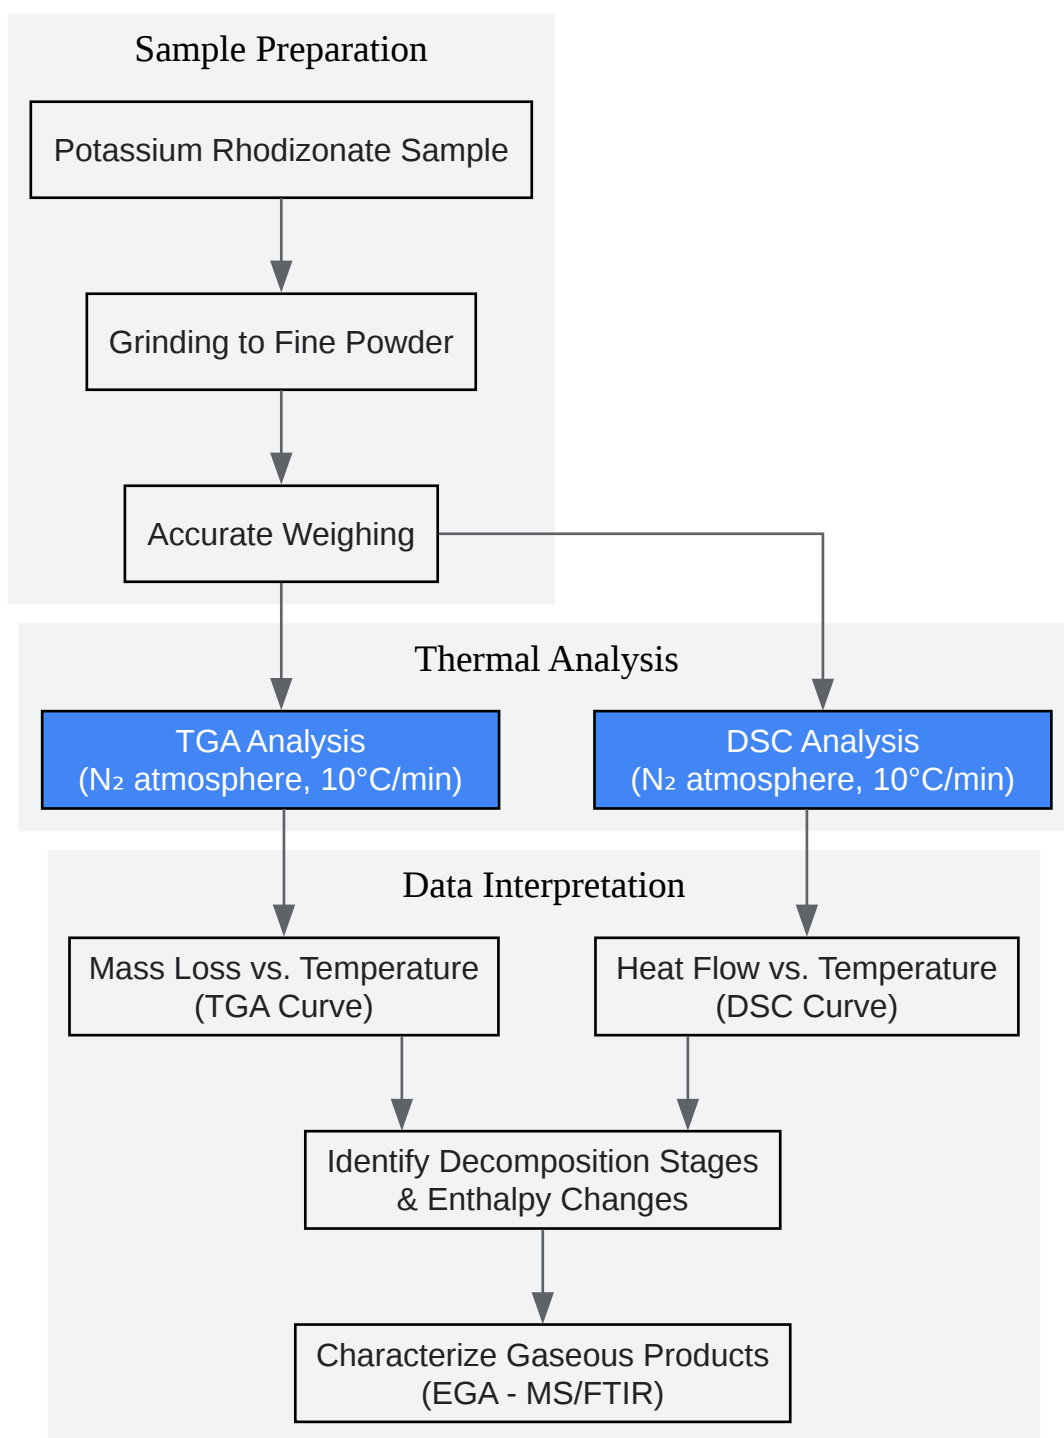 Sample Preparation
Potassium Rhodizonate Sample
Grinding to Fine Powder
Accurate Weighing
Thermal Analysis
TGA Analysis
(N₂ atmosphere, 10°C/min)
DSC Analysis
(N₂ atmosphere, 10°C/min)
Data Interpretation
Mass Loss vs. Temperature
(TGA Curve)
Heat Flow vs. Temperature
(DSC Curve)
Identify Decomposition Stages
& Enthalpy Changes
Characterize Gaseous Products
(EGA - MS/FTIR)